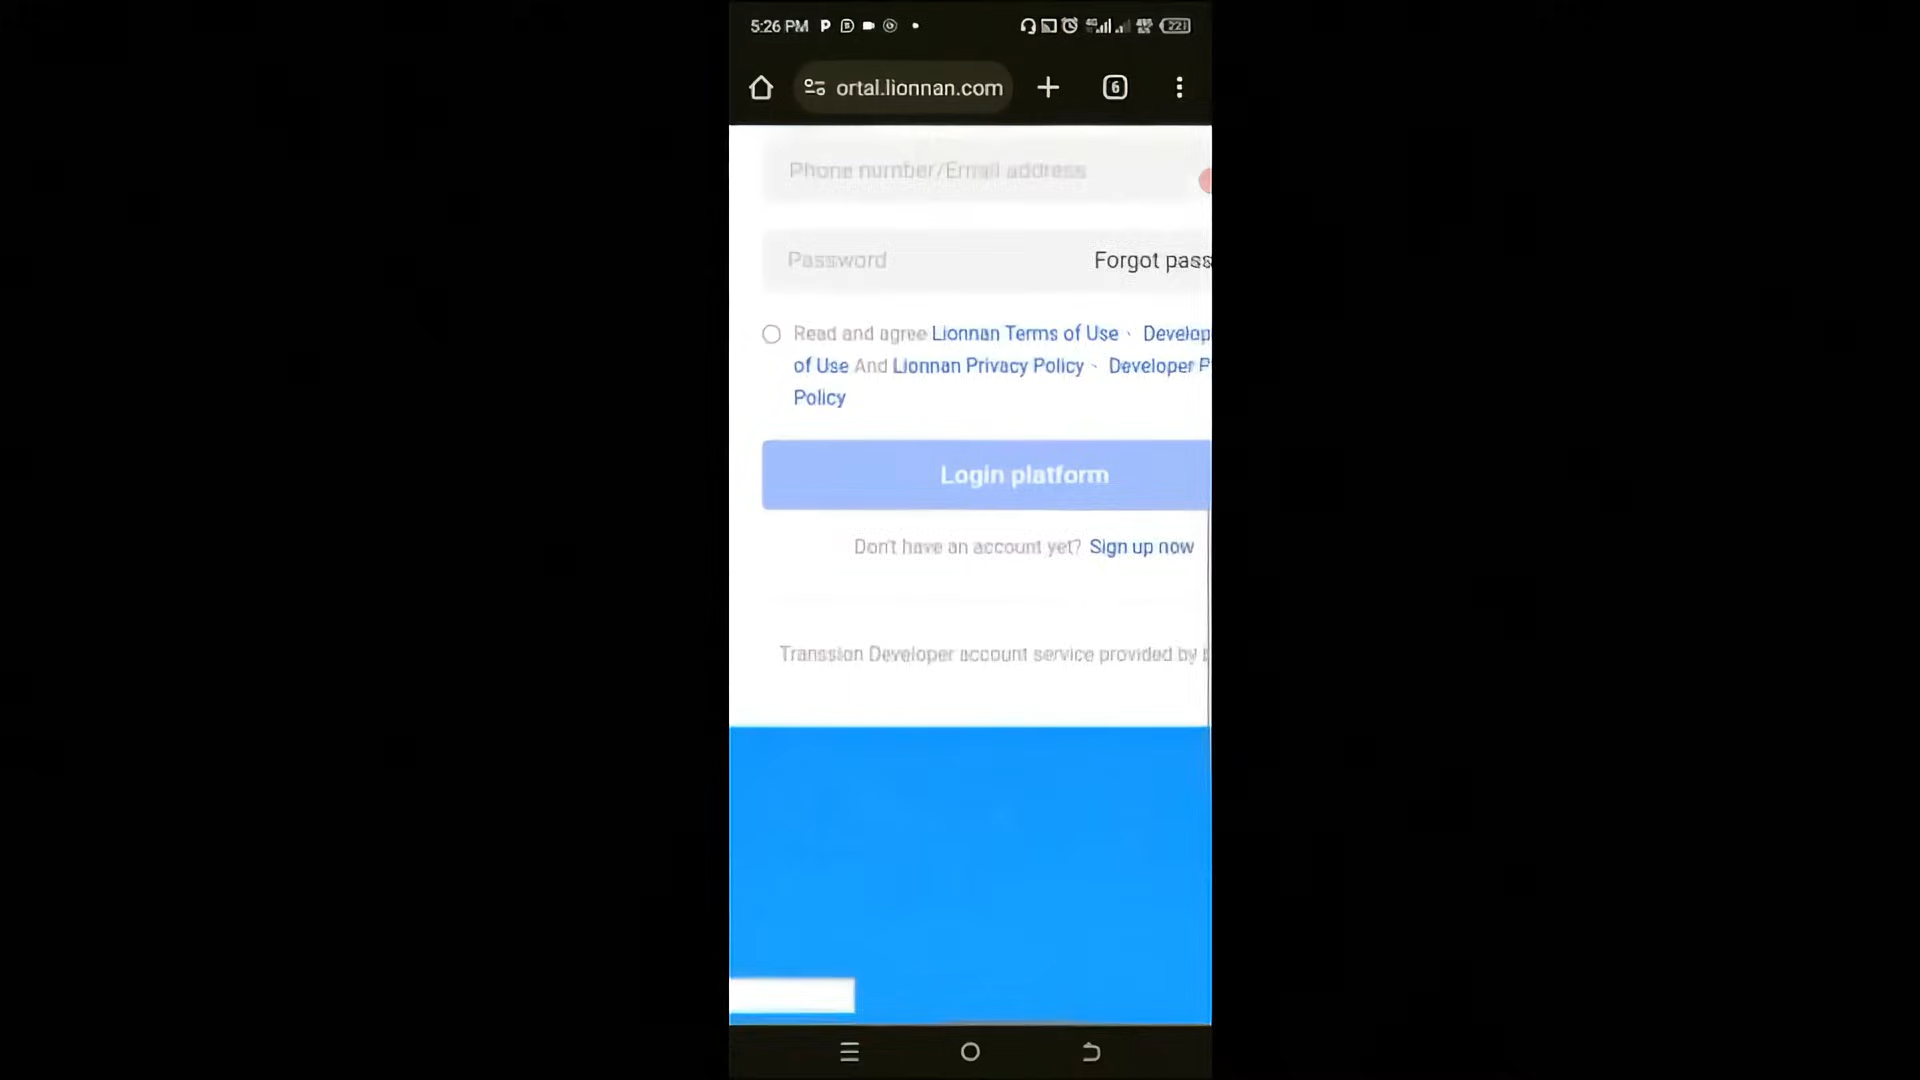 5:26 PM
ortal.lionnan.com
6
Phone number/Email address
Password
Forgot pass
Read and agree Lionnan Terms of Use、 Develop
of Use And Lionnan Privacy Policy、 Developer P
Policy
Login platform
Don't have an account yet? Sign up now
Transsion Developer account service provided by